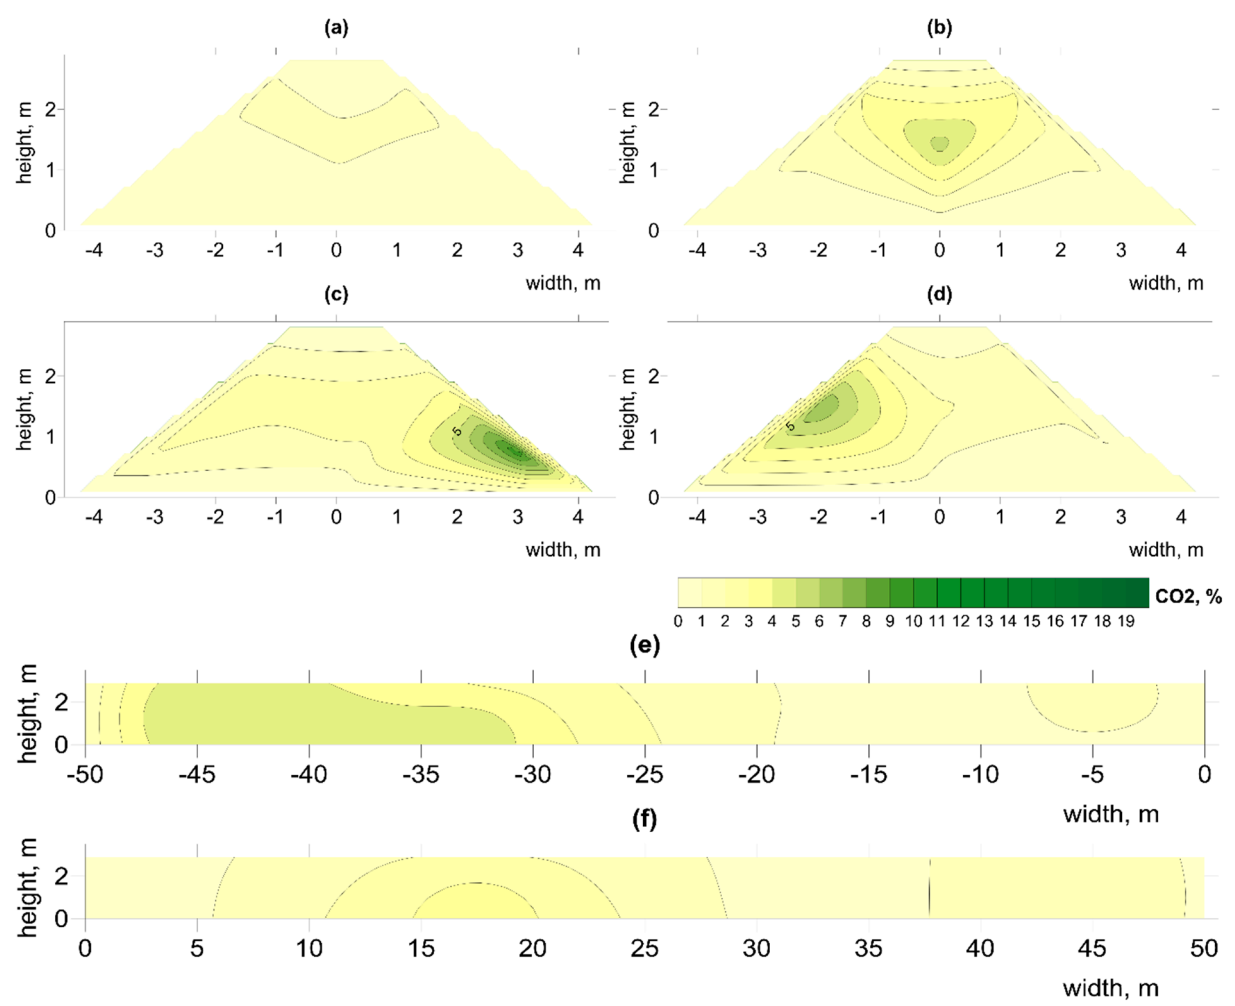 (a) (b)
height, m
2
1
0
-4 -3 -2 -1 0 1 2 3 4
width, m
height, m
2
1
0
-4 -3 -2 -1 0 1 2 3 4
width, m
(c) (d)
height, m
2
1
0
5
-4 -3 -2 -1 0 1 2 3 4
width, m
height, m
2
1
0
5
-4 -3 -2 -1 0 1 2 3 4
width, m
0 1 2 3 4 5 6 7 8 9 10 11 12 13 14 15 16 17 18 19
CO2, %
(e)
height, m
2
0
-50 -45 -40 -35 -30 -25 -20 -15 -10 -5 0
width, m
(f)
height, m
2
0
0 5 10 15 20 25 30 35 40 45 50
width, m